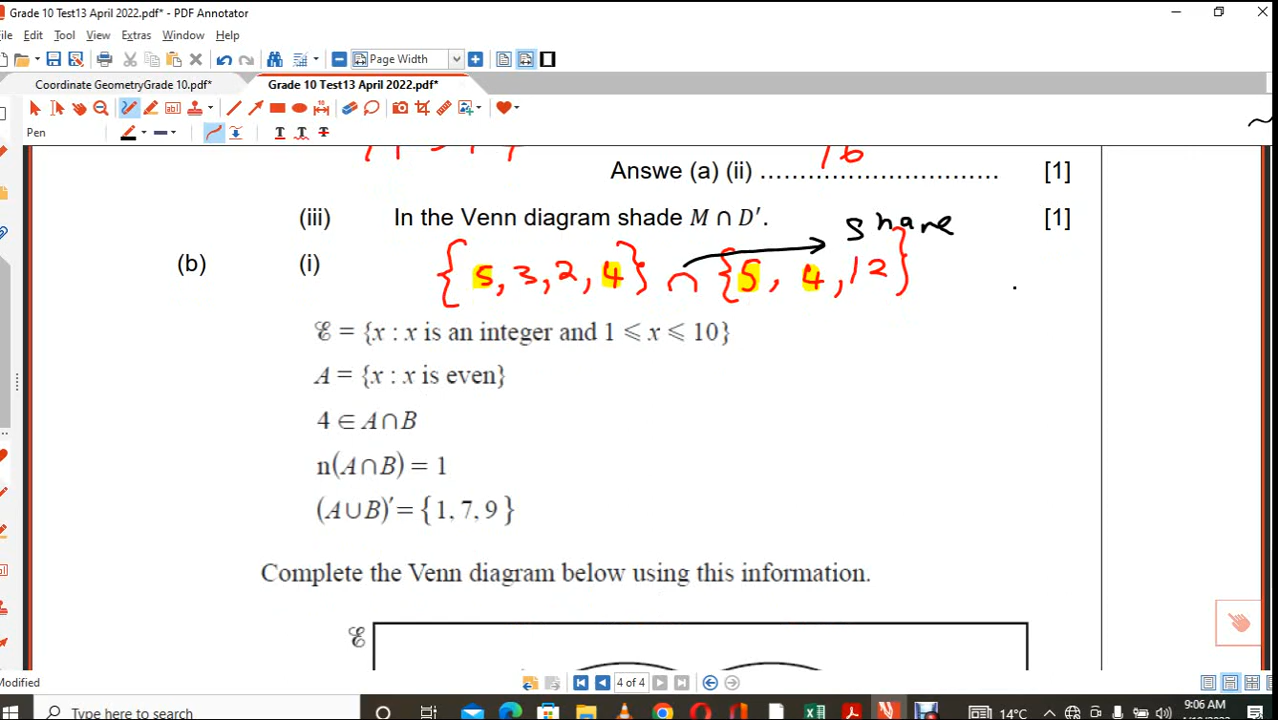 Grade 10 Test13 April 2022.pdf* - PDF Annotator
ile Edit Tool View Extras Window Help
Page Width
Coordinate GeometryGrade 10.pdf* Grade 10 Test13 April 2022.pdf*
Pen
Answe (a) (ii) ………………………… 16 [1]
(iii) In the Venn diagram shade M ∩ D′. [1]
share
(b) (i) {5, 3, 2, 4} ∩ {5, 4, 12}
ℰ = {x : x is an integer and 1 ⩽ x ⩽ 10}
A = {x : x is even}
4 ∈ A∩B
n(A∩B) = 1
(A∪B)′= {1, 7, 9}
Complete the Venn diagram below using this information.
ℰ
4 of 4
Modified
Type here to search
14°C
9:06 AM